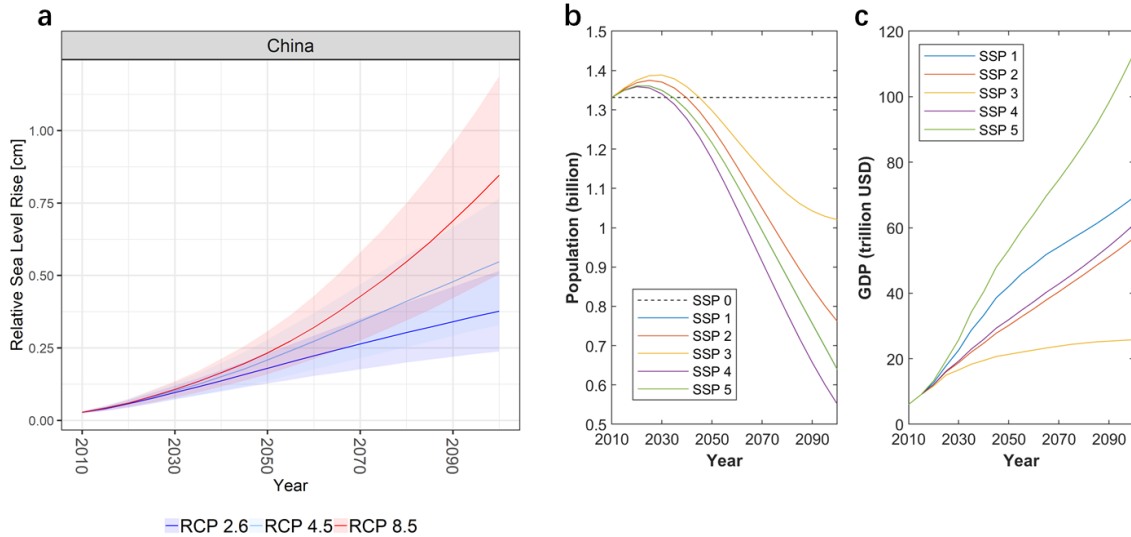 a
China
Relative Sea Level Rise [cm]
1.00
0.75
0.50
0.25
0.00
2010
2030
2050
2070
2090
Year
RCP 2.6 RCP 4.5 RCP 8.5
b
Population (billion)
1.5
1.4
1.3
1.2
1.1
1
0.9
0.8
0.7
0.6
0.5
SSP 0
SSP 1
SSP 2
SSP 3
SSP 4
SSP 5
2010 2030 2050 2070 2090
Year
c
GDP (trillion USD)
120
100
80
60
40
20
0
SSP 1
SSP 2
SSP 3
SSP 4
SSP 5
2010 2030 2050 2070 2090
Year